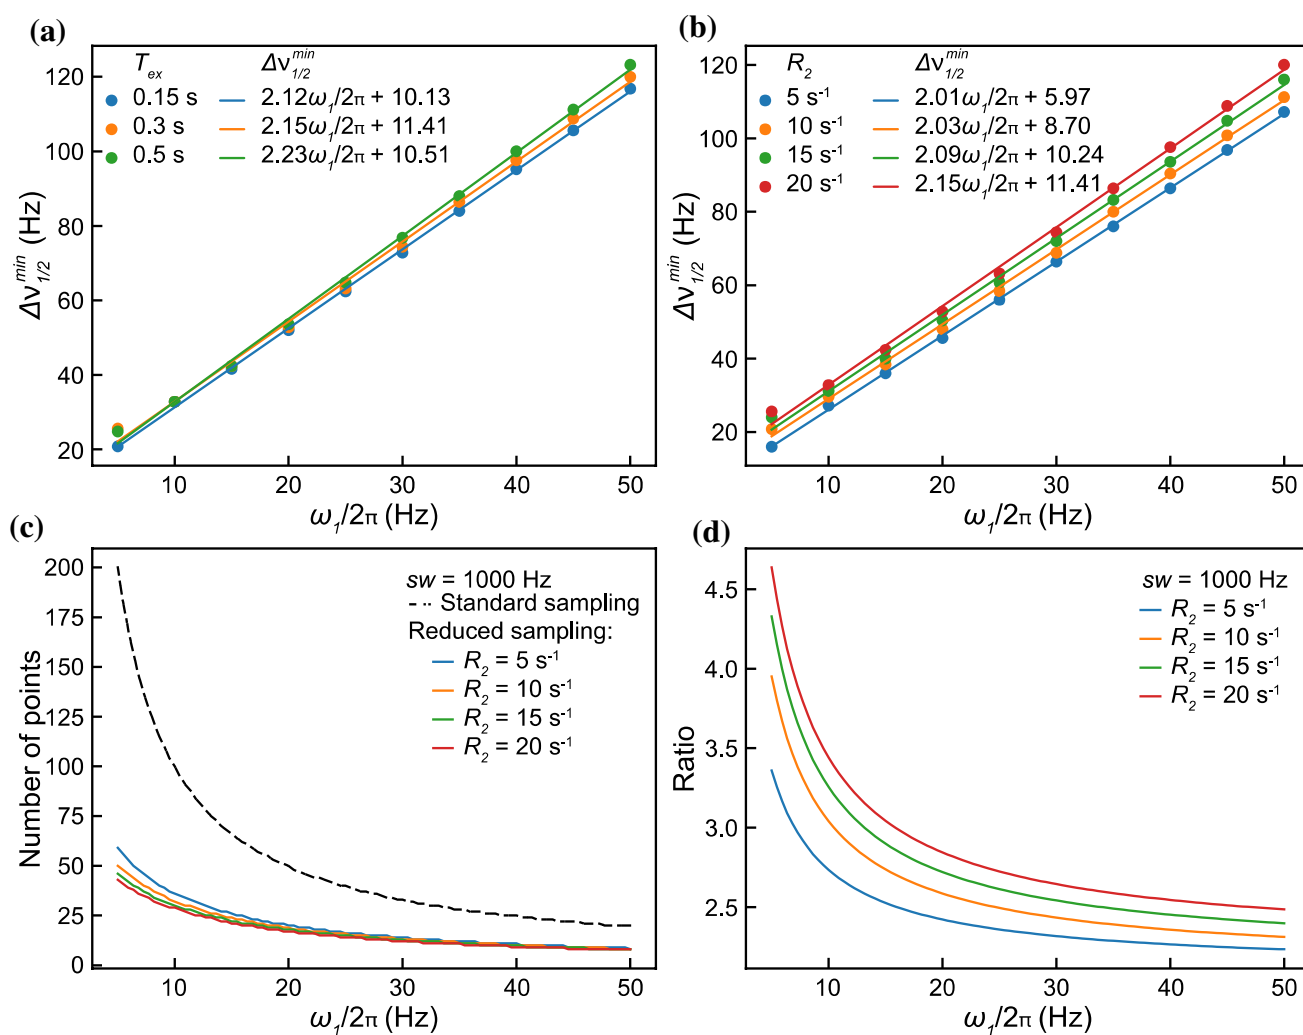 (a)
T_ex Δν_1/2^min
0.15 s 2.12ω_1/2π + 10.13
0.3 s 2.15ω_1/2π + 11.41
0.5 s 2.23ω_1/2π + 10.51
120
100
80
60
40
20
Δν_1/2^min (Hz)
10 20 30 40 50
ω_1/2π (Hz)
(b)
R_2 Δν_1/2^min
5 s^-1 2.01ω_1/2π + 5.97
10 s^-1 2.03ω_1/2π + 8.70
15 s^-1 2.09ω_1/2π + 10.24
20 s^-1 2.15ω_1/2π + 11.41
120
100
80
60
40
20
Δν_1/2^min (Hz)
10 20 30 40 50
ω_1/2π (Hz)
(c)
sw = 1000 Hz
Standard sampling
Reduced sampling:
R_2 = 5 s^-1
R_2 = 10 s^-1
R_2 = 15 s^-1
R_2 = 20 s^-1
200
175
150
125
100
75
50
25
0
Number of points
10 20 30 40 50
ω_1/2π (Hz)
(d)
sw = 1000 Hz
R_2 = 5 s^-1
R_2 = 10 s^-1
R_2 = 15 s^-1
R_2 = 20 s^-1
4.5
4.0
3.5
3.0
2.5
Ratio
10 20 30 40 50
ω_1/2π (Hz)